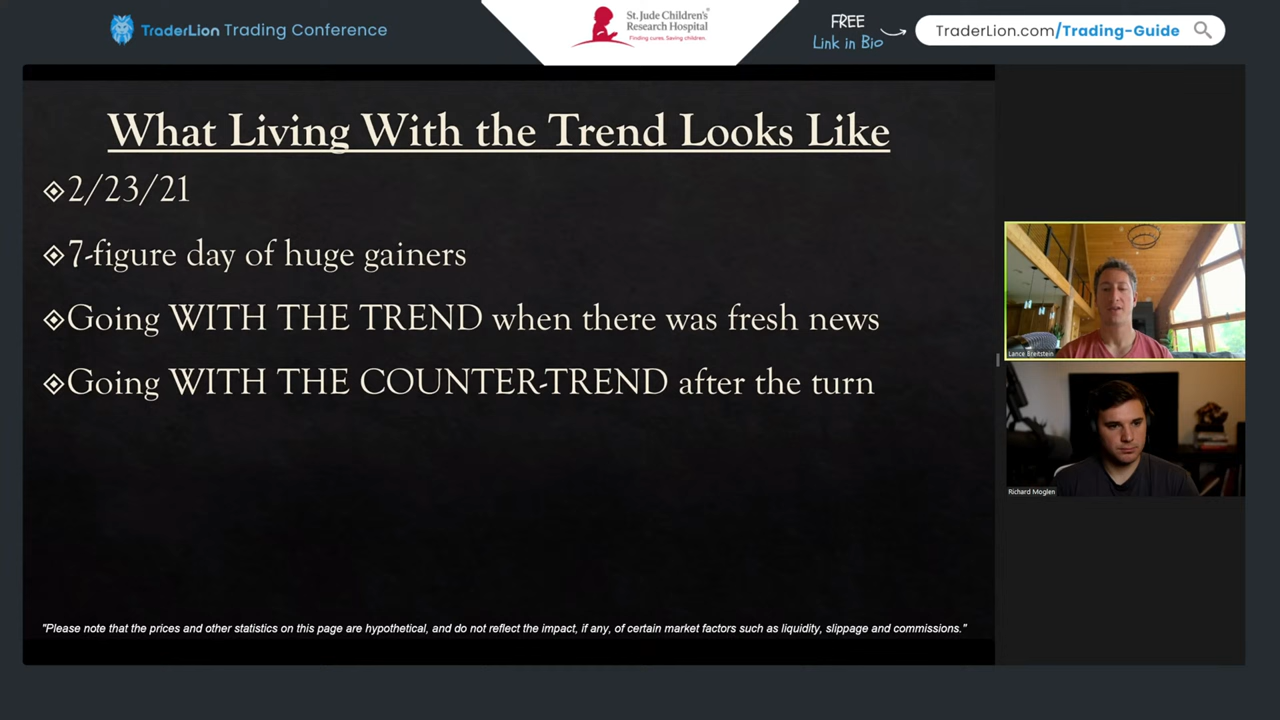 TraderLion Trading Conference
St. Jude Children's
Research Hospital
Finding cures. Saving children.
FREE
Link in Bio
TraderLion.com/Trading-Guide
What Living With the Trend Looks Like
2/23/21
7-figure day of huge gainers
Going WITH THE TREND when there was fresh news
Going WITH THE COUNTER-TREND after the turn
"Please note that the prices and other statistics on this page are hypothetical, and do not reflect the impact, if any, of certain market factors such as liquidity, slippage and commissions."
Lance Breitstein
Richard Moglen